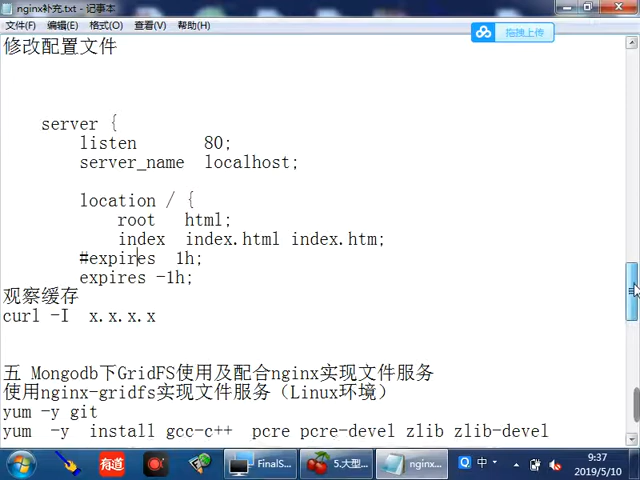 nginx补充.txt - 记事本
文件(F) 编辑(E) 格式(O) 查看(V) 帮助(H)
拖拽上传
修改配置文件
server {
listen 80;
server_name localhost;
location / {
root html;
index index.html index.htm;
#expires 1h;
expires -1h;
观察缓存
curl -I x.x.x.x
五 Mongodb下GridFS使用及配合nginx实现文件服务
使用nginx-gridfs实现文件服务（Linux环境）
yum -y git
yum -y install gcc-c++ pcre pcre-devel zlib zlib-devel
有道
FinalS...
5.大型...
nginx...
Q 中
9:37
2019/5/10